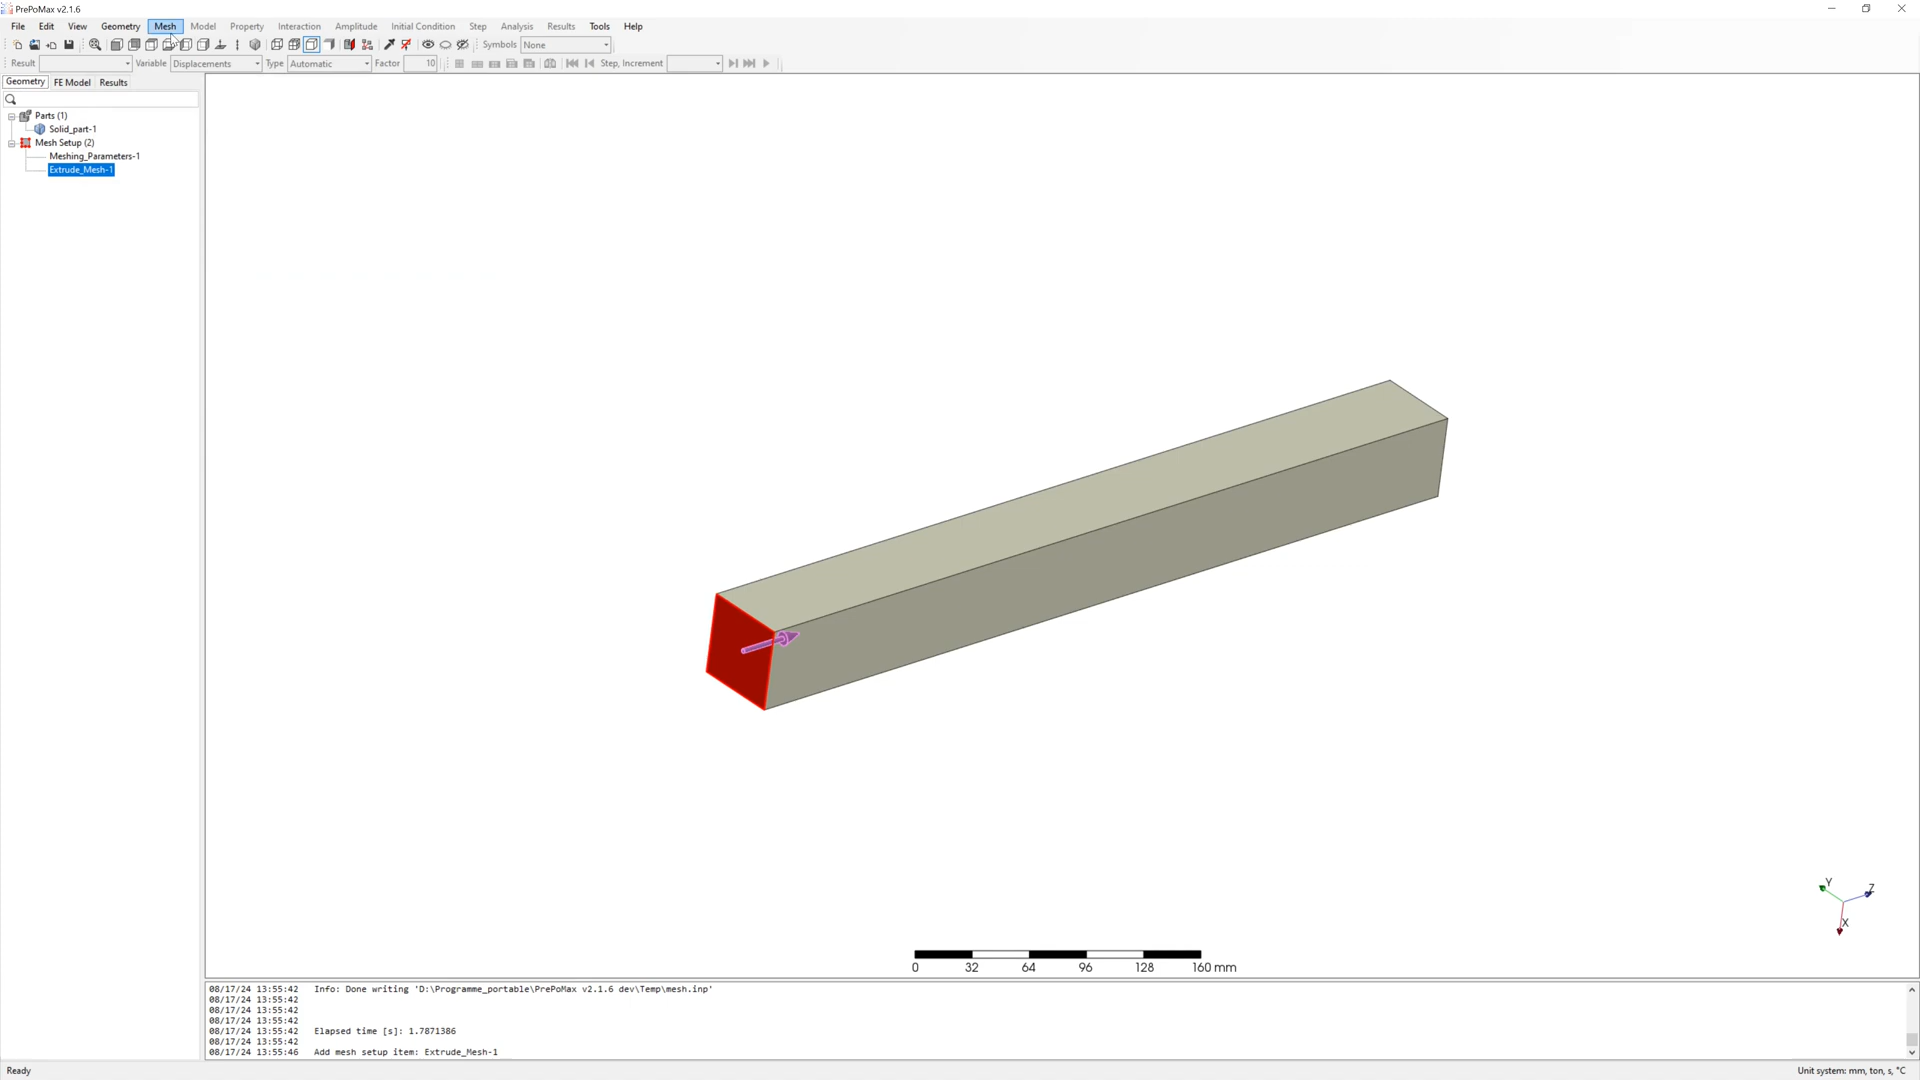 PrePoMax v2.1.6
File Edit View Geometry Mesh Model Property Interaction Amplitude Initial Condition Step Analysis Results Tools Help
Symbols None
Result Variable Displacements Type Automatic Factor 10 Step, Increment
Geometry FE Model Results
Parts (1)
Solid_part-1
Mesh Setup (2)
Meshing_Parameters-1
Extrude_Mesh-1
Y
Z
X
0 32 64 96 128 160 mm
08/17/24 13:55:42 Info: Done writing 'D:\Programme_portable\PrePoMax v2.1.6 dev\Temp\mesh.inp'
08/17/24 13:55:42
08/17/24 13:55:42
08/17/24 13:55:42
08/17/24 13:55:42 Elapsed time [s]: 1.7871386
08/17/24 13:55:42
08/17/24 13:55:46 Add mesh setup item: Extrude_Mesh-1
Ready Unit system: mm, ton, s, °C